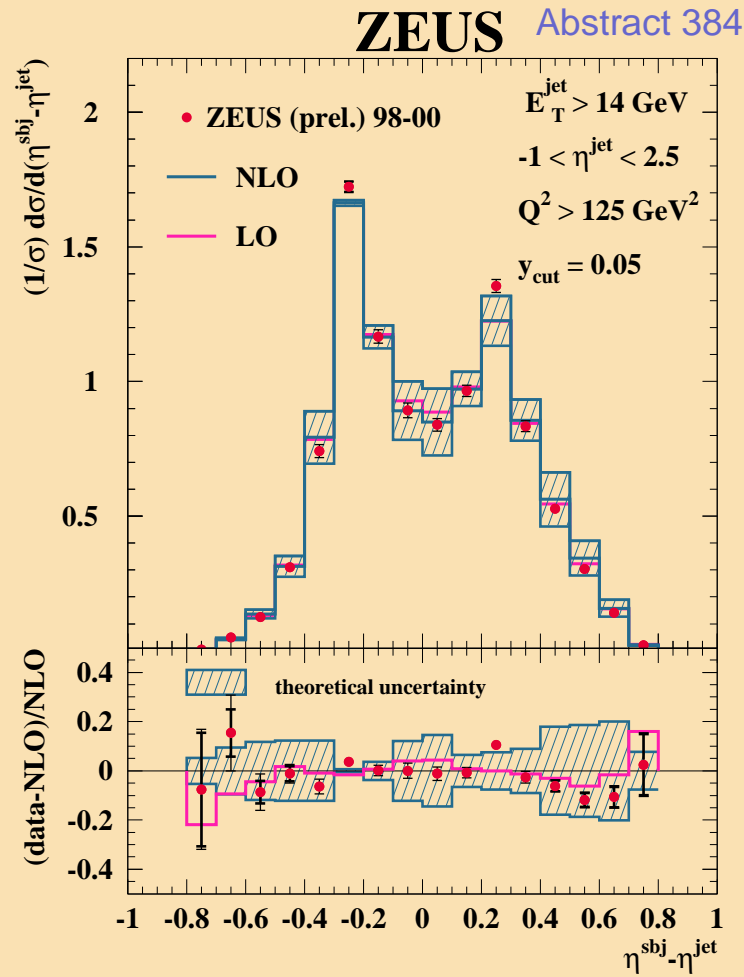 ZEUS
Abstract 384
(1/σ) dσ/d(η^sbj-η^jet)
2
1.5
1
0.5
ZEUS (prel.) 98-00
NLO
LO
E_T^jet > 14 GeV
-1 < η^jet < 2.5
Q^2 > 125 GeV^2
y_cut = 0.05
(data-NLO)/NLO
0.4
0.2
0
-0.2
-0.4
theoretical uncertainty
-1 -0.8 -0.6 -0.4 -0.2 0 0.2 0.4 0.6 0.8 1
η^sbj-η^jet